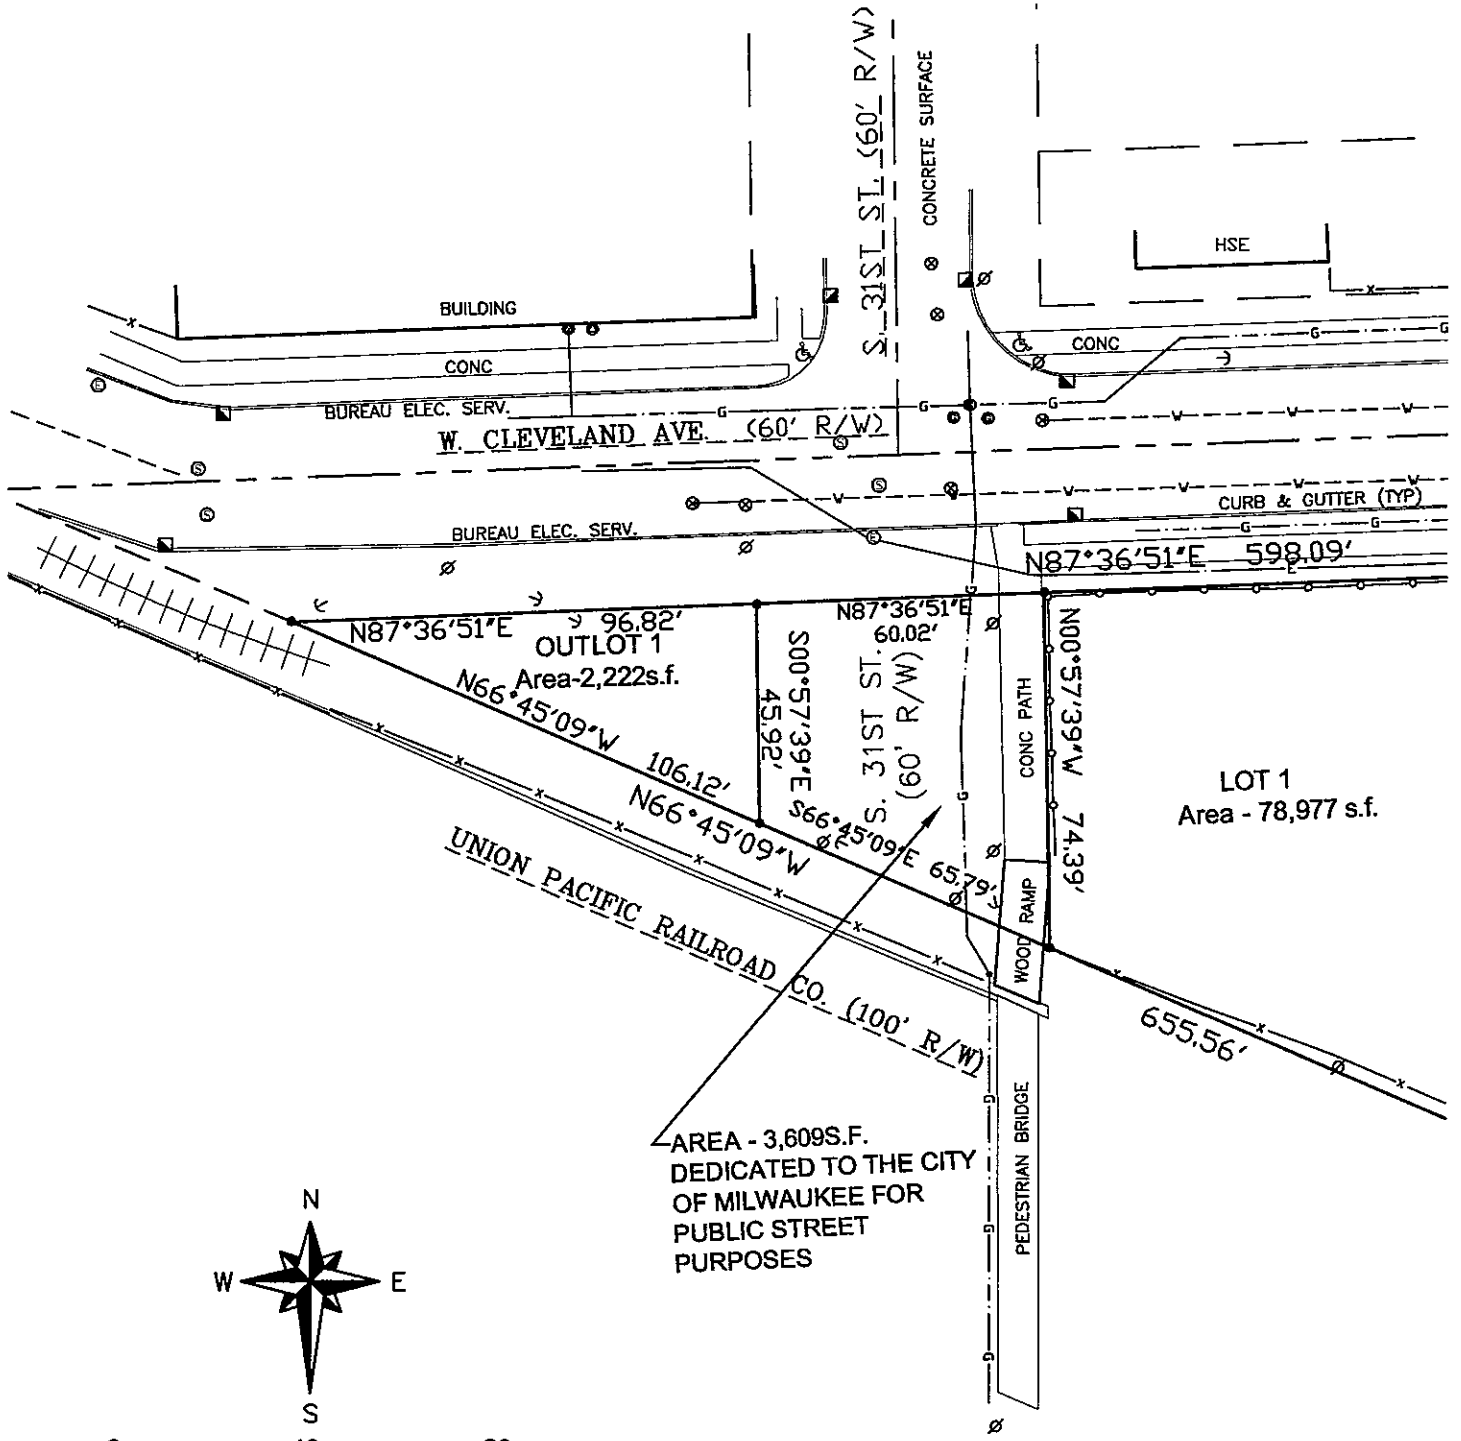 S. 31ST ST. (60' R/W)
CONCRETE SURFACE
HSE
BUILDING
CONC
CONC
BUREAU ELEC. SERV.
W. CLEVELAND AVE. (60' R/W)
CURB & GUTTER (TYP)
BUREAU ELEC. SERV.
N87°36'51"E 598.09'
N87°36'51"E 96.82'
N87°36'51"E
60.02'
OUTLOT 1
Area-2,222s.f.
N66°45'09"W 106.12'
S00°57'39"E
45.92'
S. 31ST ST.
(60' R/W)
CONC PATH
N00°57'39"W 74.39'
LOT 1
Area - 78,977 s.f.
N66°45'09"W
S66°45'09"E 65.79'
WOOD RAMP
UNION PACIFIC RAILROAD CO. (100' R/W)
655.56'
AREA - 3,609S.F.
DEDICATED TO THE CITY
OF MILWAUKEE FOR
PUBLIC STREET
PURPOSES
PEDESTRIAN BRIDGE
N
W E
S